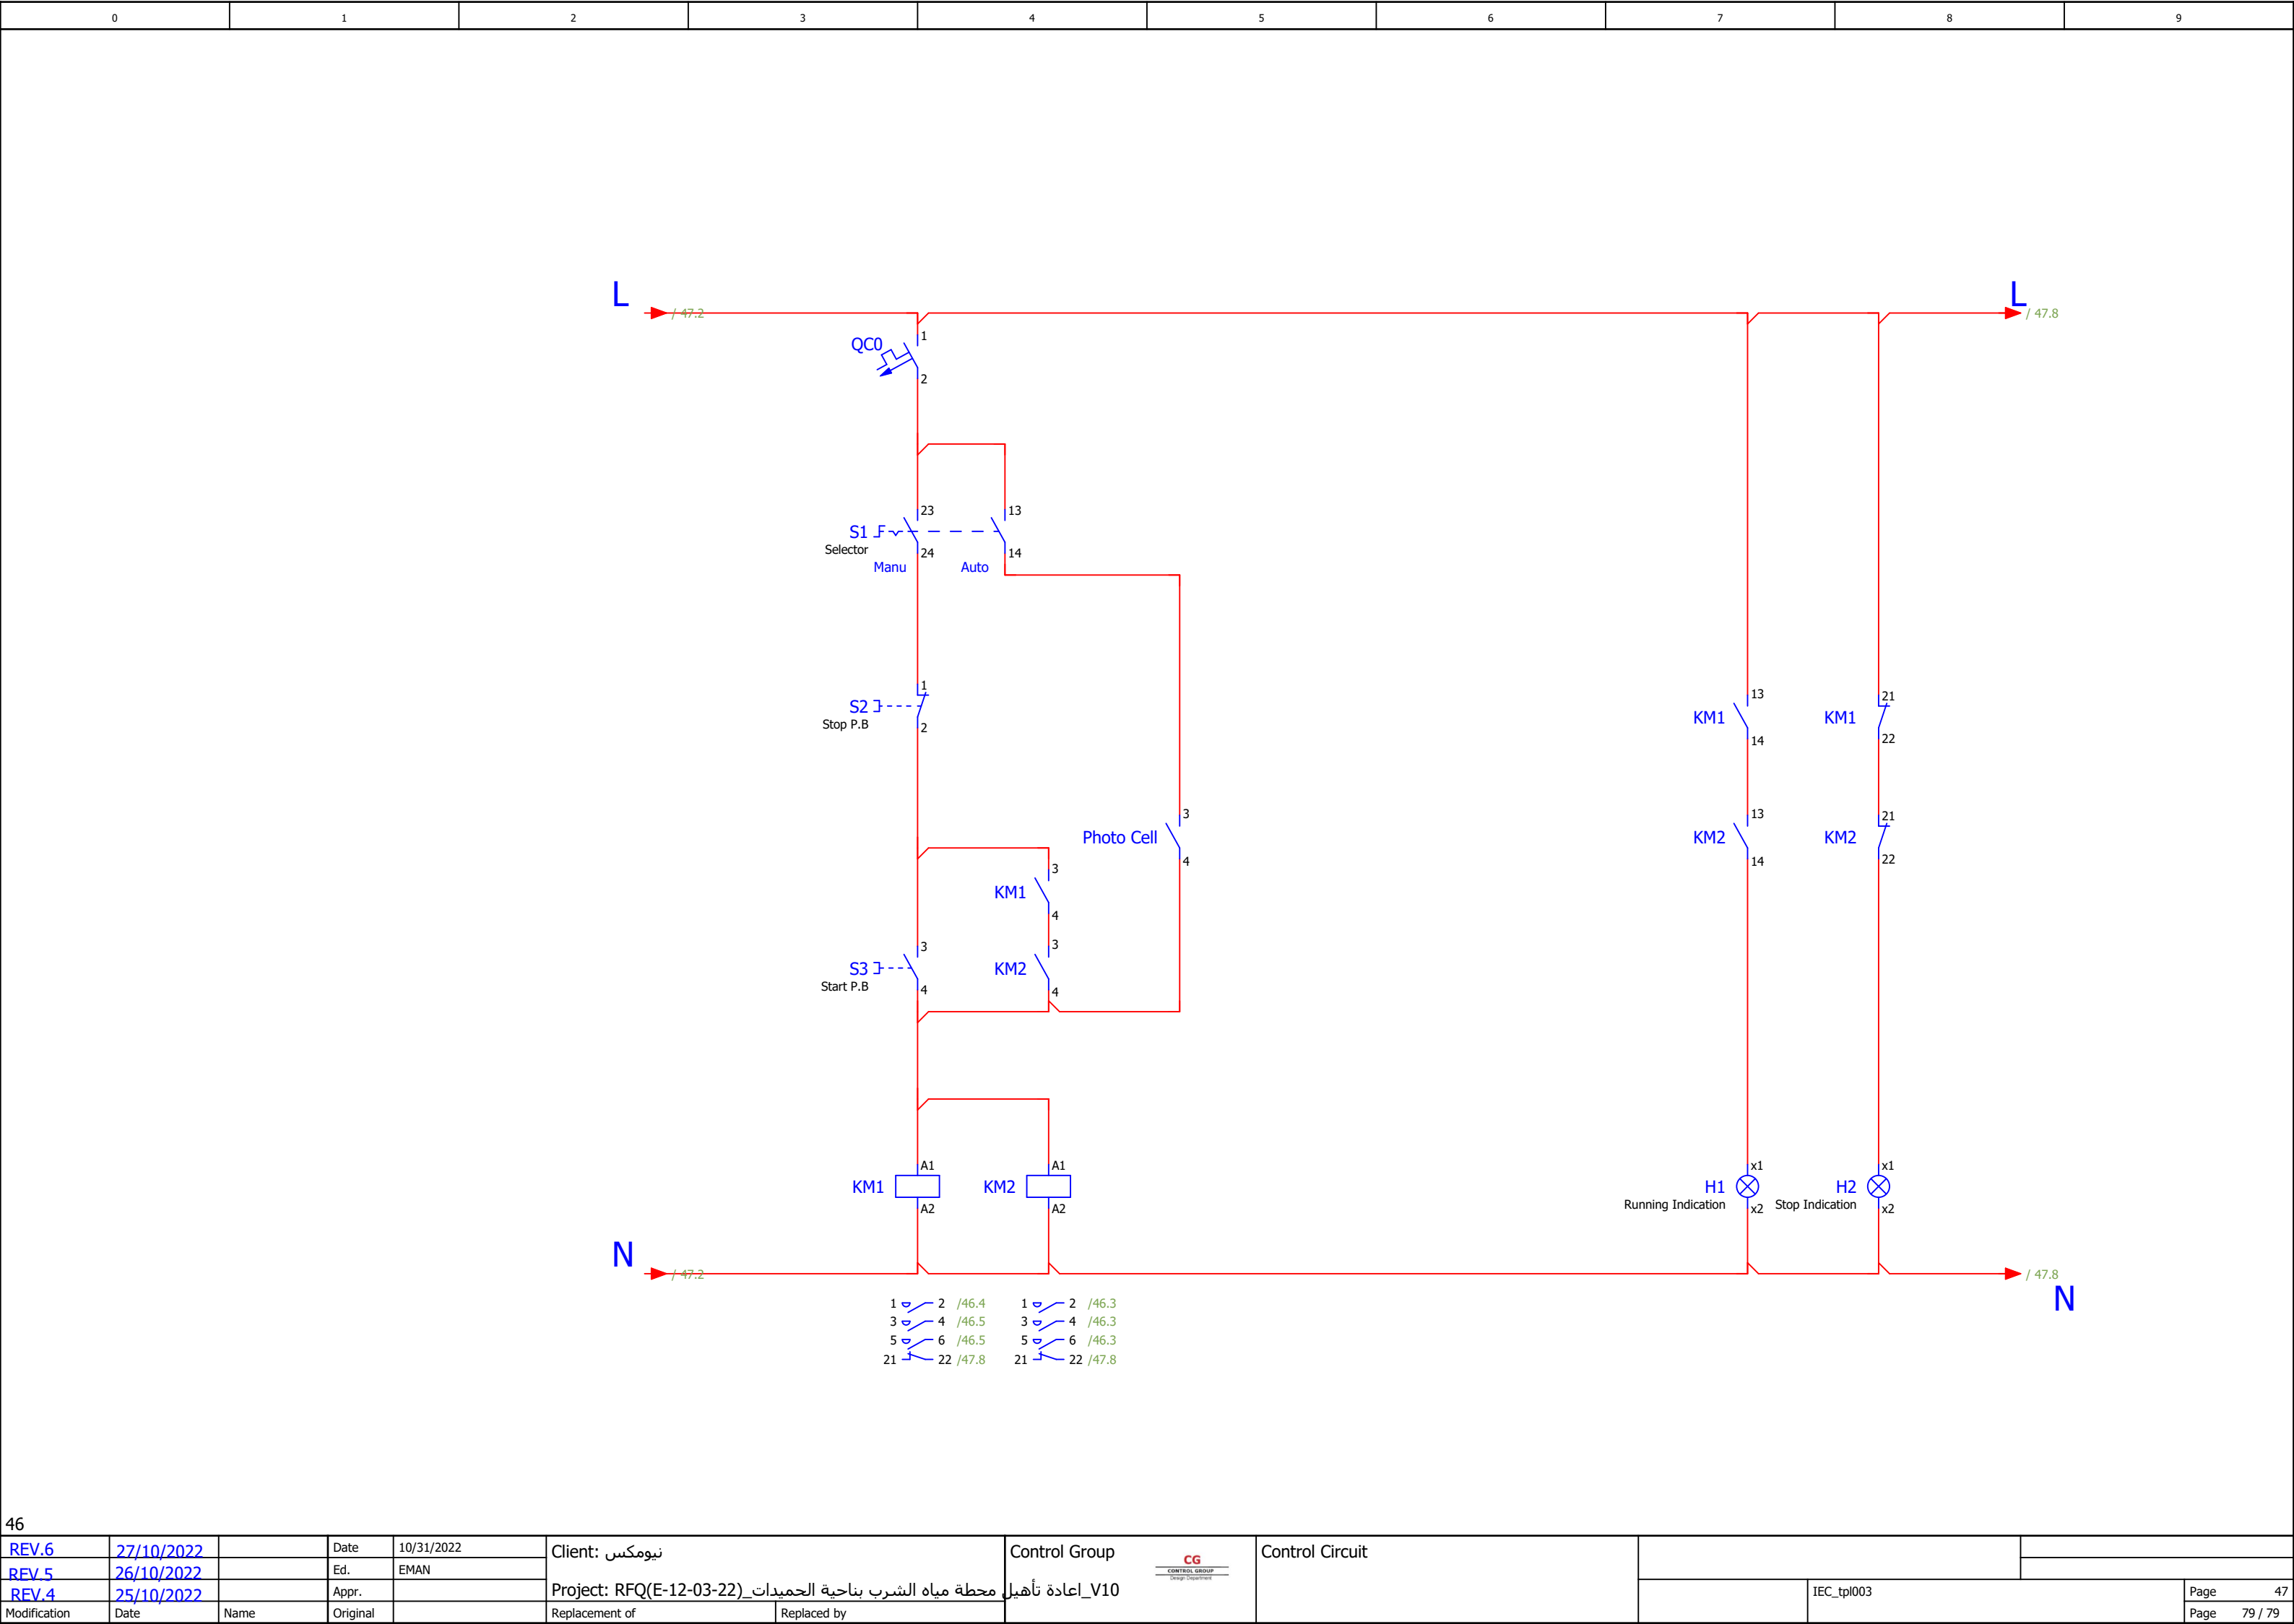 0 1 2 3 4 5 6 7 8 9
L L
/ 47.2 / 47.8
QC0 1
2
23 13
S1
Selector
24 14
Manu Auto
1
S2
Stop P.B
2
13 21
KM1 KM1
14 22
3
Photo Cell
4
13 21
KM2 KM2
14 22
3
KM1
4
3 3
S3 KM2
Start P.B
4 4
A1 A1 x1 x1
KM1 KM2 H1 H2
Running Indication Stop Indication
A2 A2 x2 x2
N
/ 47.2 / 47.8
N
1 2 /46.4 1 2 /46.3
3 4 /46.5 3 4 /46.3
5 6 /46.5 5 6 /46.3
21 22 /47.8 21 22 /47.8
46
REV.6 27/10/2022 Date 10/31/2022 Client: نيومكس Control Group Control Circuit
CG
CONTROL GROUP
Design Department
REV.5 26/10/2022 Ed. EMAN
REV.4 25/10/2022 Appr. Project: RFQ(E-12-03-22)_اعادة تأهيل محطة مياه الشرب بناحية الحميدات_V10 IEC_tpl003 Page 47
Modification Date Name Original Replacement of Replaced by Page 79 / 79